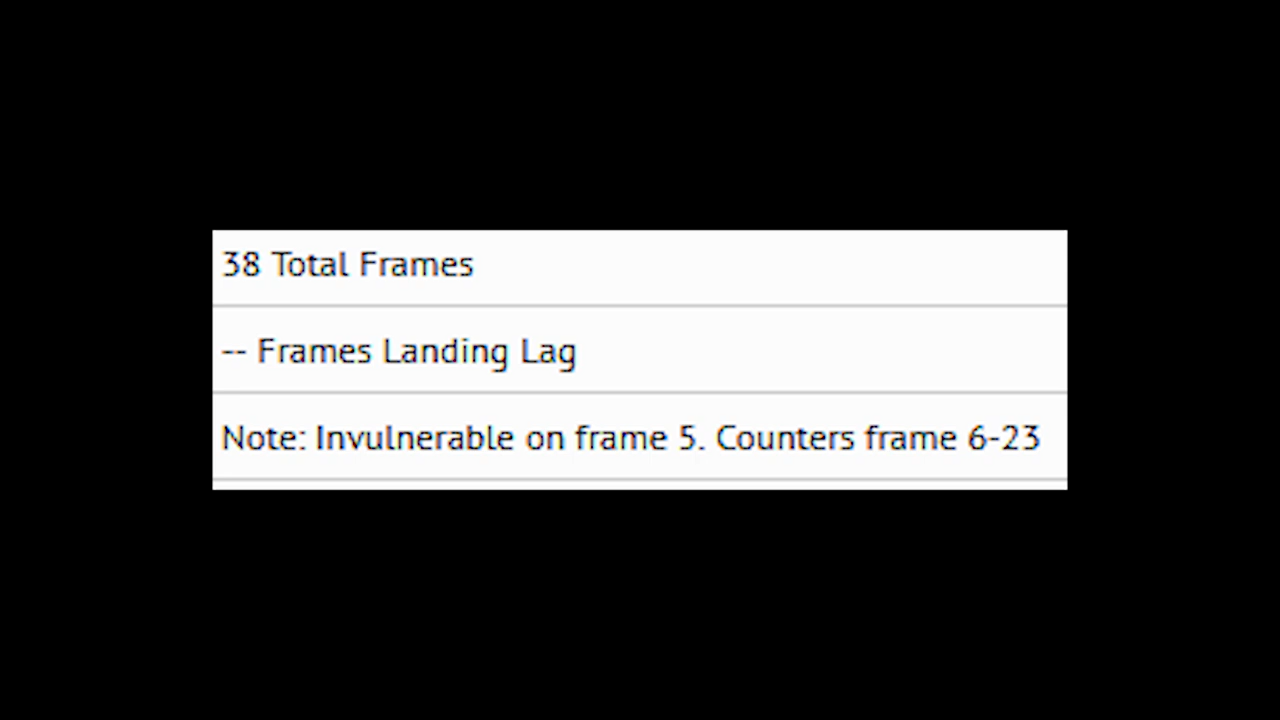 38 Total Frames
-- Frames Landing Lag
Note: Invulnerable on frame 5. Counters frame 6-23